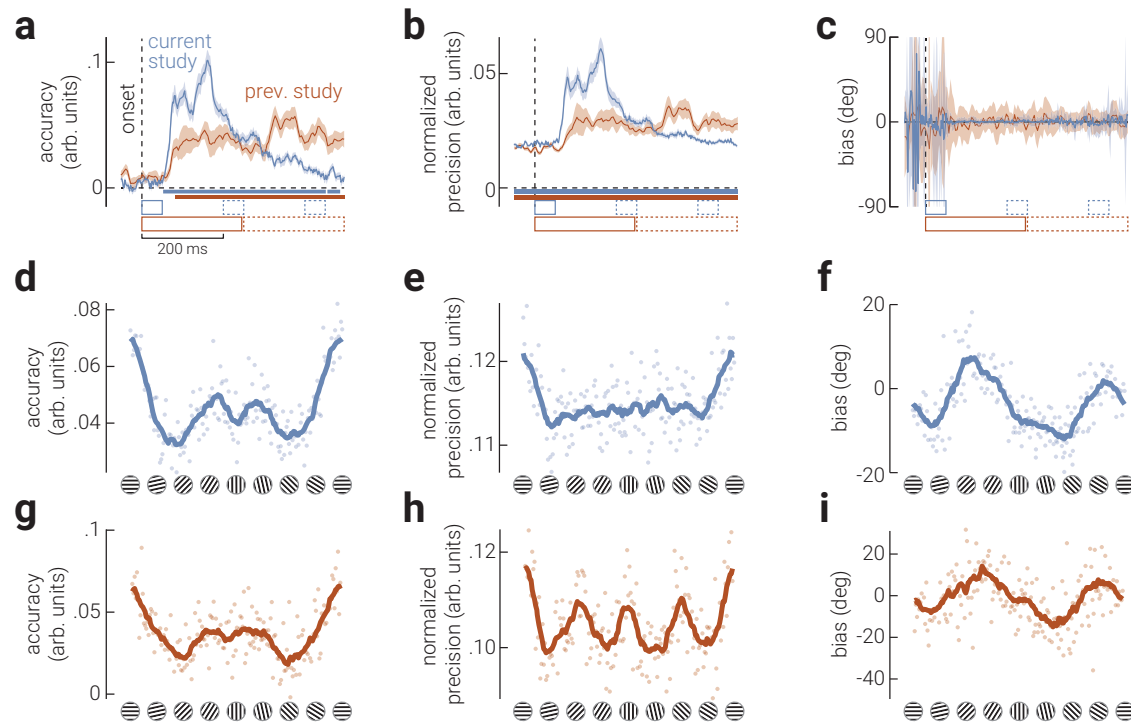 a
accuracy
(arb. units)
.1
0
onset
current
study
prev. study
200 ms
b
normalized
precision (arb. units)
.05
0
c
bias (deg)
90
0
-90
d
accuracy
(arb. units)
.08
.06
.04
e
normalized
precision (arb. units)
.12
.11
f
bias (deg)
20
0
-20
g
accuracy
(arb. units)
.1
.05
0
h
normalized
precision (arb. units)
.12
.10
i
bias (deg)
20
0
-20
-40